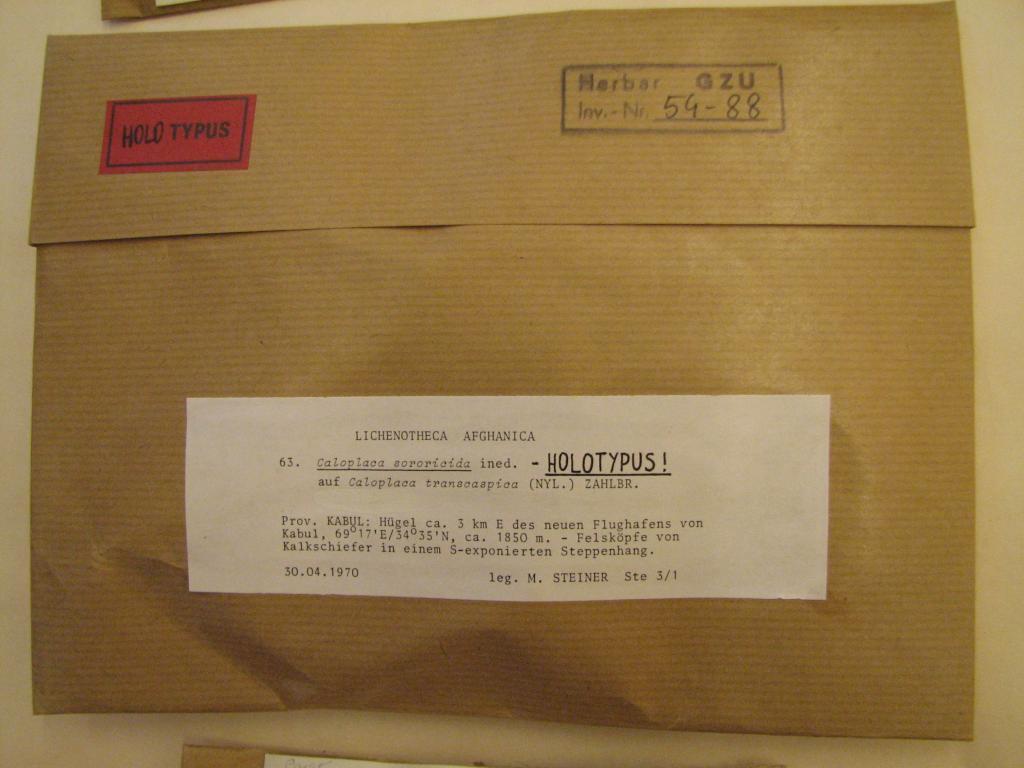 HOLO TYPUS
Herbar GZU
Inv.-Nr. 54-88
LICHENOTHECA AFGHANICA
63. Caloplaca sororicida ined. - HOLOTYPUS!
auf Caloplaca transcaspica (NYL.) ZAHLBR.
Prov. KABUL: Hügel ca. 3 km E des neuen Flughafens von
Kabul, 69°17'E/34°35'N, ca. 1850 m. - Felsköpfe von
Kalkschiefer in einem S-exponierten Steppenhang.
30.04.1970 leg. M. STEINER Ste 3/1